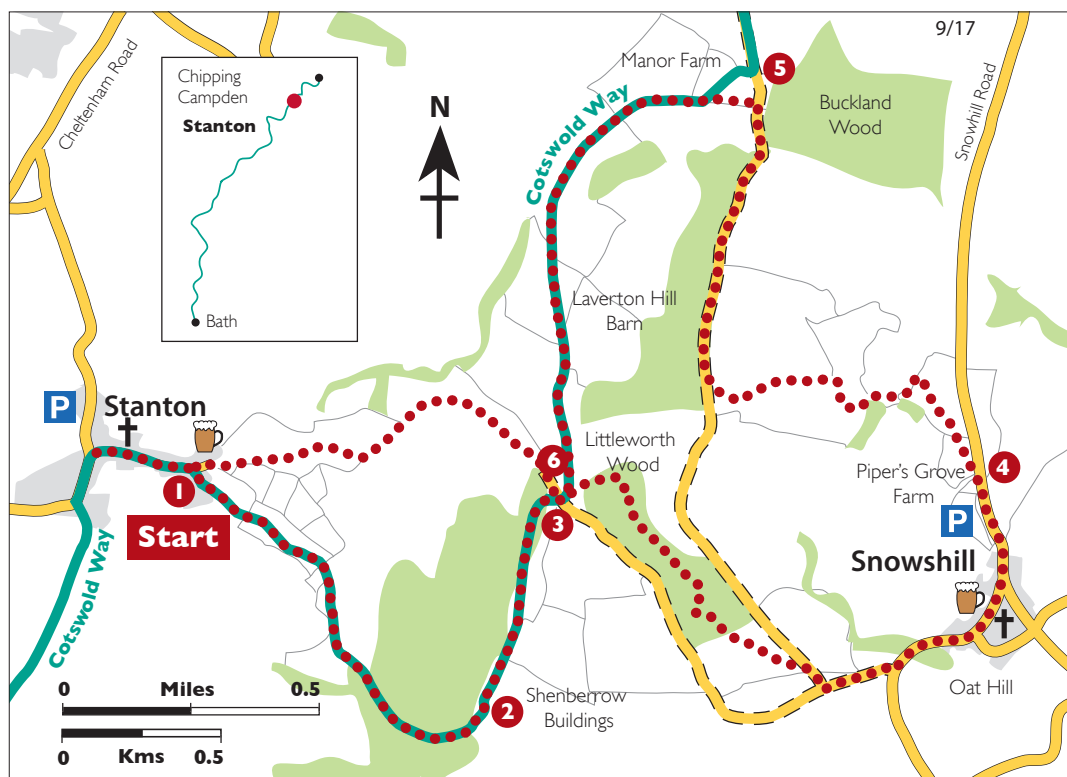 9/17
Manor Farm
5
Cheltenham Road
Chipping
Campden
Stanton
Bath
N
Cotswold Way
Buckland
Wood
Snowhill Road
Laverton Hill
Barn
P
Stanton
Littleworth
Wood
6
4
1
Start
3
Piper's Grove
Farm
P
Snowshill
Cotswold Way
2
Shenberrow
Buildings
Oat Hill
0 Miles 0.5
0 Kms 0.5